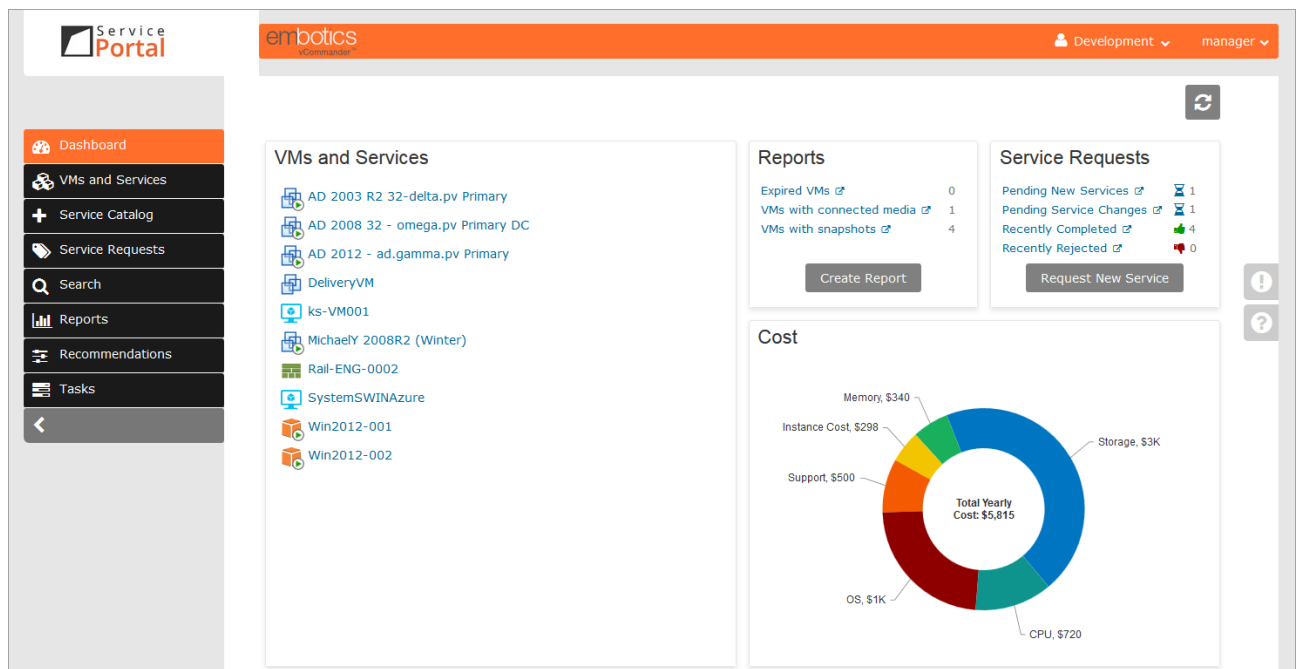 Service
Portal
embotics
vCommander™
Development
manager
Dashboard
VMs and Services
Service Catalog
Service Requests
Search
Reports
Recommendations
Tasks
VMs and Services
AD 2003 R2 32-delta.pv Primary
AD 2008 32 - omega.pv Primary DC
AD 2012 - ad.gamma.pv Primary
DeliveryVM
ks-VM001
MichaelY 2008R2 (Winter)
Rail-ENG-0002
SystemSWINAzure
Win2012-001
Win2012-002
Reports
Expired VMs 0
VMs with connected media 1
VMs with snapshots 4
Create Report
Service Requests
Pending New Services 1
Pending Service Changes 1
Recently Completed 4
Recently Rejected 0
Request New Service
Cost
Memory, $340
Instance Cost, $298
Storage, $3K
Support, $500
Total Yearly
Cost: $5,815
OS, $1K
CPU, $720